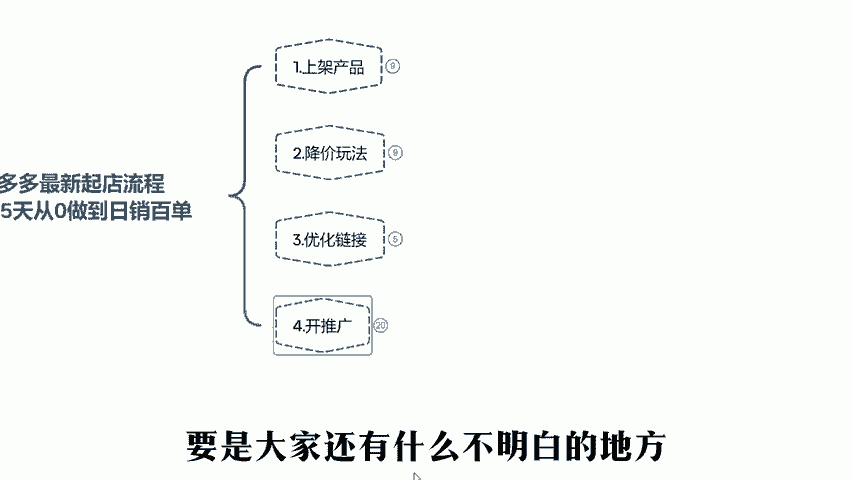 1.上架产品 9
2.降价玩法 9
多多最新起店流程
5天从0做到日销百单
3.优化链接 5
4.开推广 20
要是大家还有什么不明白的地方